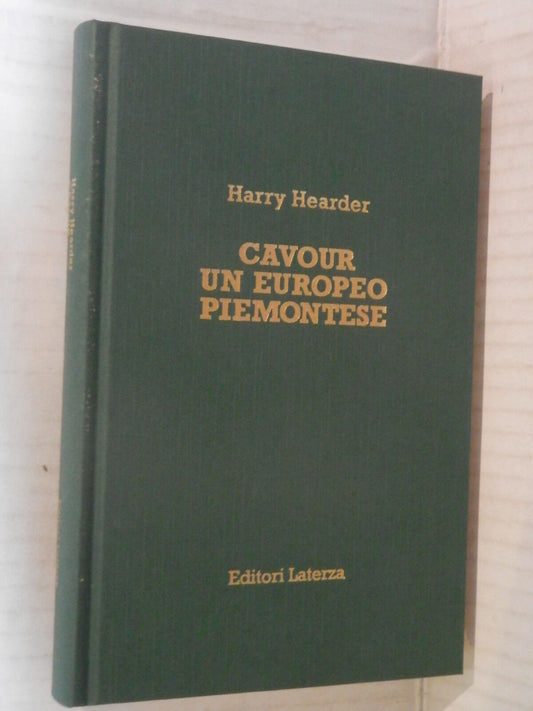 Harry Hearder
CAVOUR
UN EUROPEO
PIEMONTESE
Editori Laterza
Harry Hearder